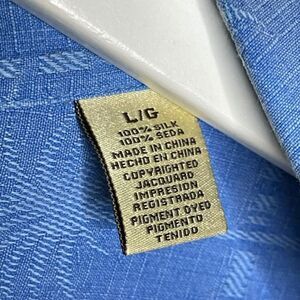 L/G
100% SILK
100% SEDA
MADE IN CHINA
HECHO EN CHINA
COPYRIGHTED
JACQUARD
IMPRESION
REGISTRADA
PIGMENT DYED
PIGMENTO
TENIDO